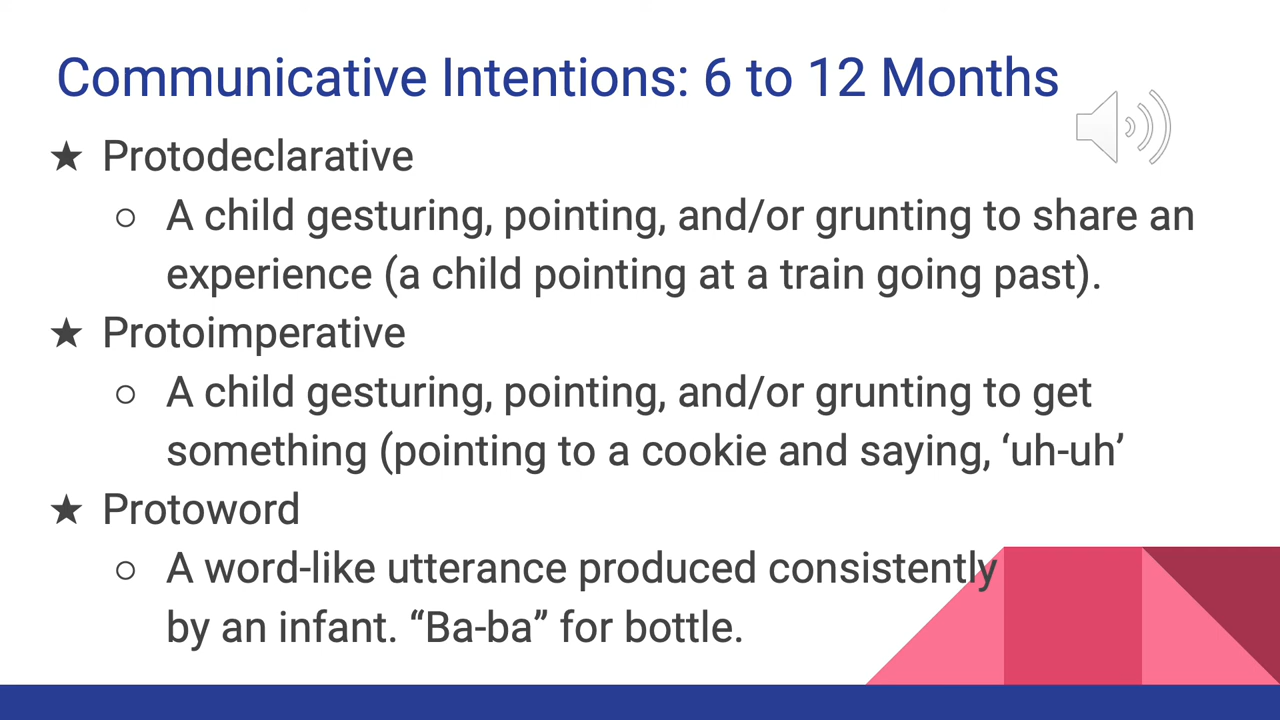 Communicative Intentions: 6 to 12 Months
★ Protodeclarative
○ A child gesturing, pointing, and/or grunting to share an
experience (a child pointing at a train going past).
★ Protoimperative
○ A child gesturing, pointing, and/or grunting to get
something (pointing to a cookie and saying, ‘uh-uh’
★ Protoword
○ A word-like utterance produced consistently
by an infant. “Ba-ba” for bottle.